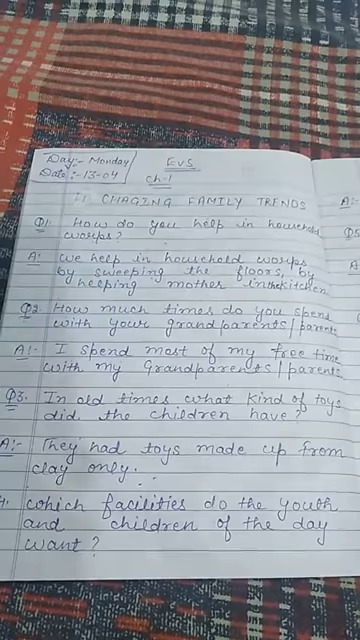 Day:- Monday
Date:-13-04
EVS
Ch-1
CHAGING FAMILY TRENDS
Q1. How do you help in household
works?
A:- we help in household works
by sweeping the floors, by
helping mother in the kitchen
Q2 How much times do you spend
with your grandparents/parents
A:- I spend most of my free time
with my grandparents/parents
Q3. In old times what kind of toys
did the children have?
A:- They had toys made up from
clay only.
4. which facilities do the youth
and children of the day
want?
A:-
Q5
A